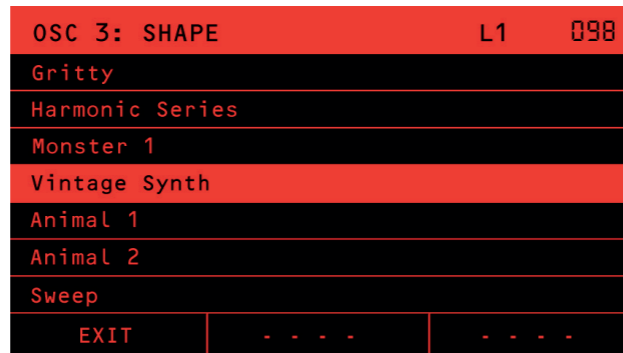 OSC 3: SHAPE L1 098
Gritty
Harmonic Series
Monster 1
Vintage Synth
Animal 1
Animal 2
Sweep
EXIT - - - - - - - -